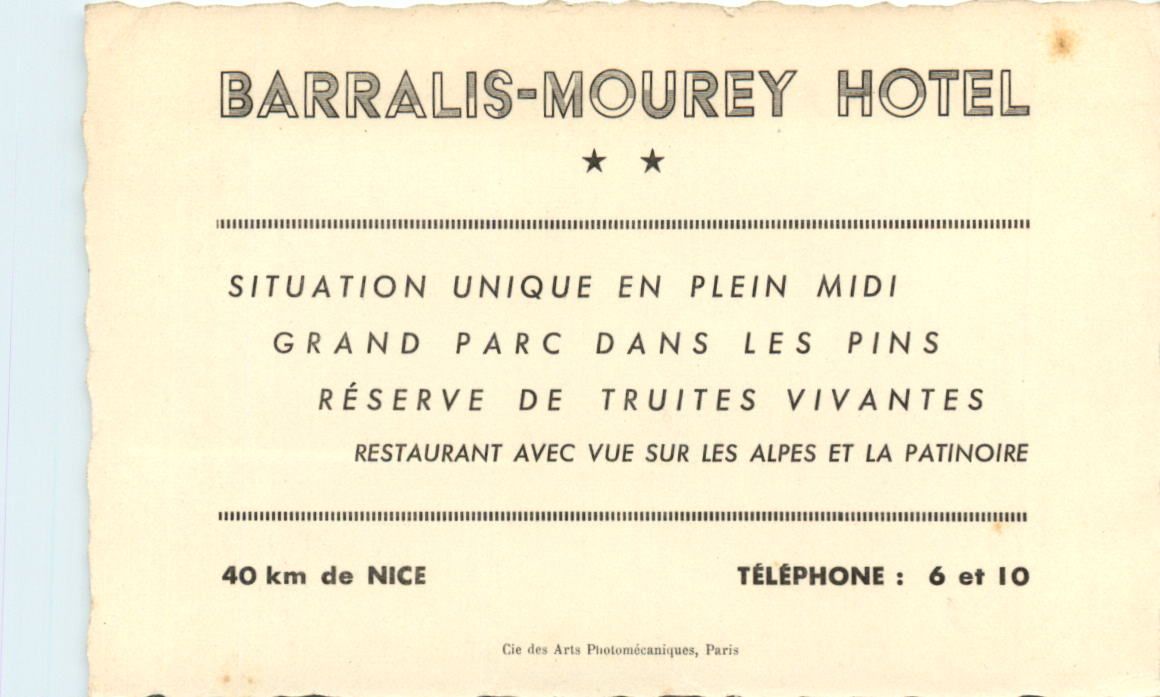 BARRALIS-MOUREY HOTEL
★ ★
SITUATION UNIQUE EN PLEIN MIDI
GRAND PARC DANS LES PINS
RÉSERVE DE TRUITES VIVANTES
RESTAURANT AVEC VUE SUR LES ALPES ET LA PATINOIRE
40 km de NICE TÉLÉPHONE : 6 et 10
Cie des Arts Photomécaniques, Paris